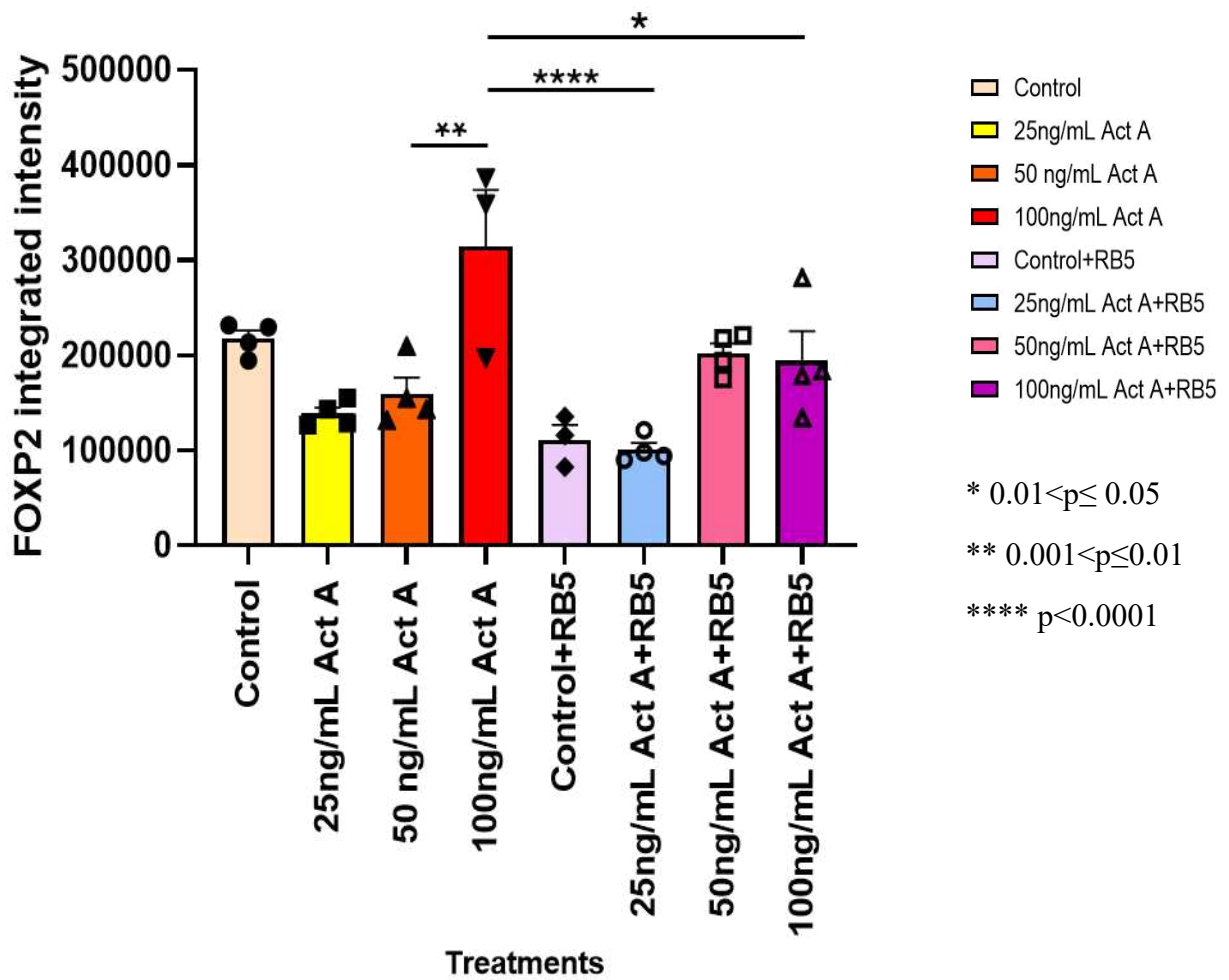 *
****
**
FOXP2 integrated intensity
500000
400000
300000
200000
100000
0
Control
25ng/mL Act A
50 ng/mL Act A
100ng/mL Act A
Control+RB5
25ng/mL Act A+RB5
50ng/mL Act A+RB5
100ng/mL Act A+RB5
Treatments
Control
25ng/mL Act A
50 ng/mL Act A
100ng/mL Act A
Control+RB5
25ng/mL Act A+RB5
50ng/mL Act A+RB5
100ng/mL Act A+RB5
* 0.01<p≤ 0.05
** 0.001<p≤0.01
**** p<0.0001